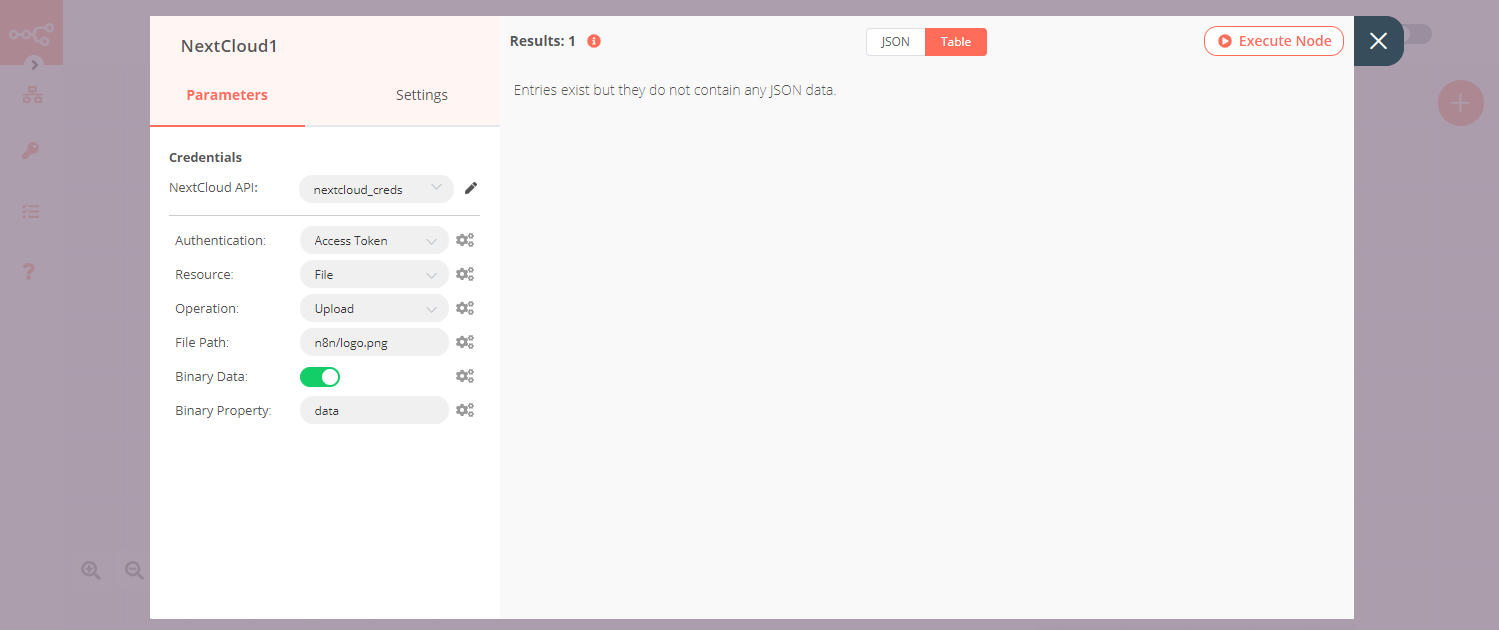 NextCloud1
Parameters
Settings
Credentials
NextCloud API:
nextcloud_creds
Authentication:
Access Token
Resource:
File
Operation:
Upload
File Path:
n8n/logo.png
Binary Data:
Binary Property:
data
Results: 1
JSON
Table
Execute Node
Entries exist but they do not contain any JSON data.